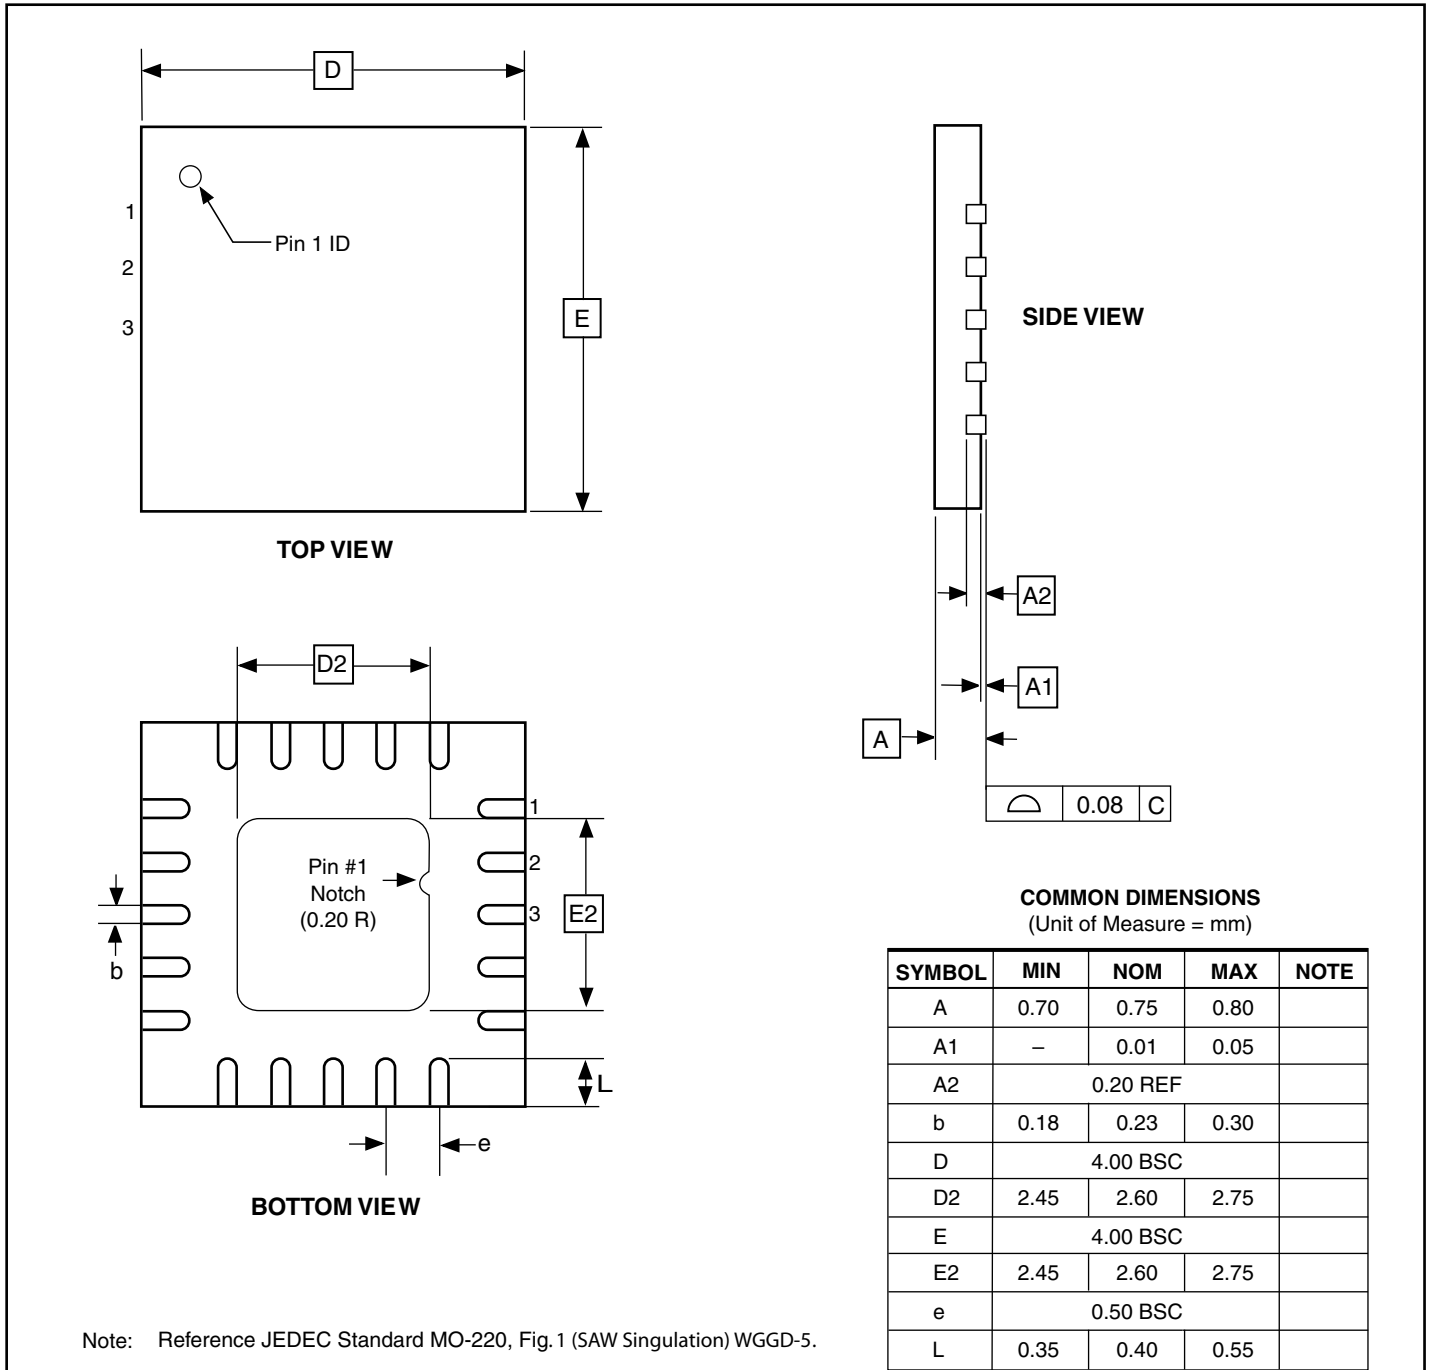 D
1
2
3
Pin 1 ID
E
TOP VIEW
SIDE VIEW
A2
A1
A
0.08 C
D2
1
2
3
Pin #1
Notch
(0.20 R)
E2
b
L
e
BOTTOM VIEW
COMMON DIMENSIONS
(Unit of Measure = mm)
SYMBOL MIN NOM MAX NOTE
A 0.70 0.75 0.80
A1 – 0.01 0.05
A2 0.20 REF
b 0.18 0.23 0.30
D 4.00 BSC
D2 2.45 2.60 2.75
E 4.00 BSC
E2 2.45 2.60 2.75
e 0.50 BSC
L 0.35 0.40 0.55
Note: Reference JEDEC Standard MO-220, Fig. 1 (SAW Singulation) WGGD-5.